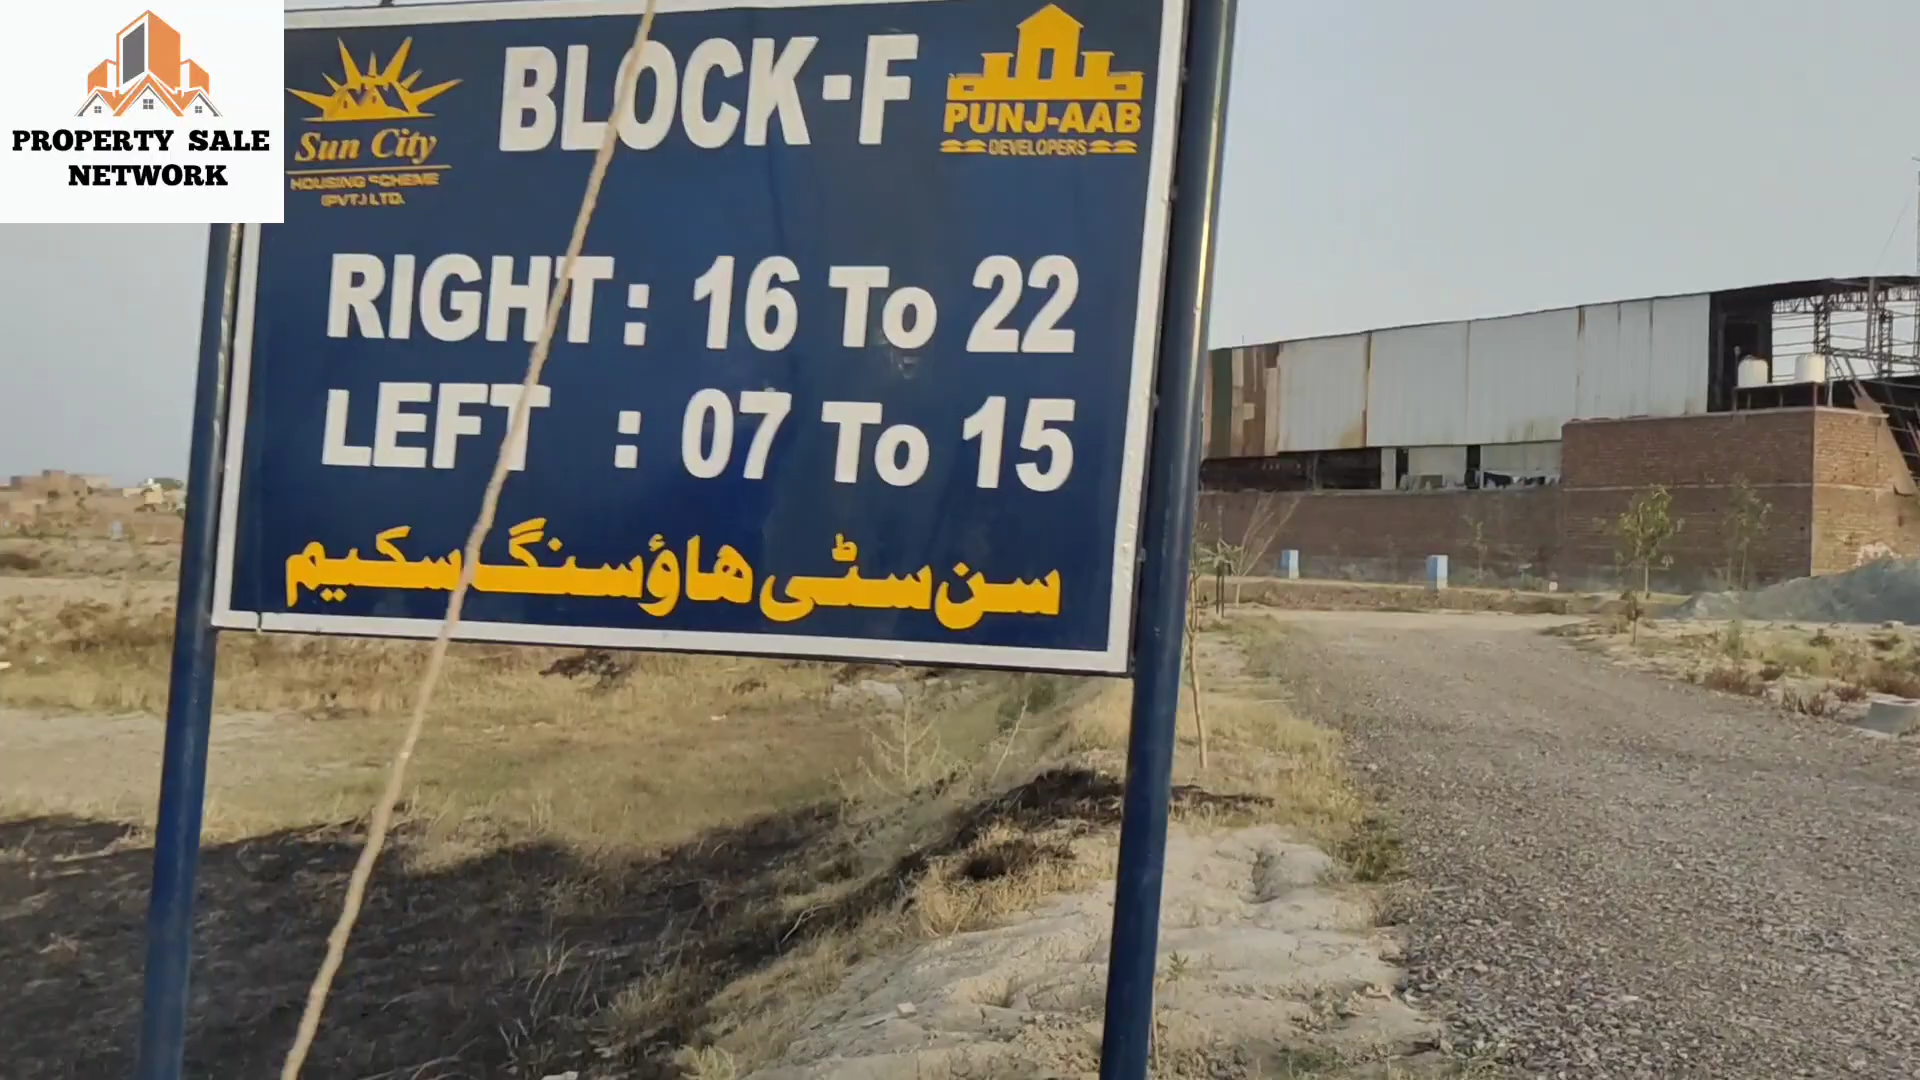 PROPERTY SALE
NETWORK
Sun City
HOUSING SCHEME
(PVT.) LTD.
BLOCK-F
PUNJ-AAB
DEVELOPERS
RIGHT: 16 To 22
LEFT : 07 To 15
سن سٹی ھاؤسنگ سکیم